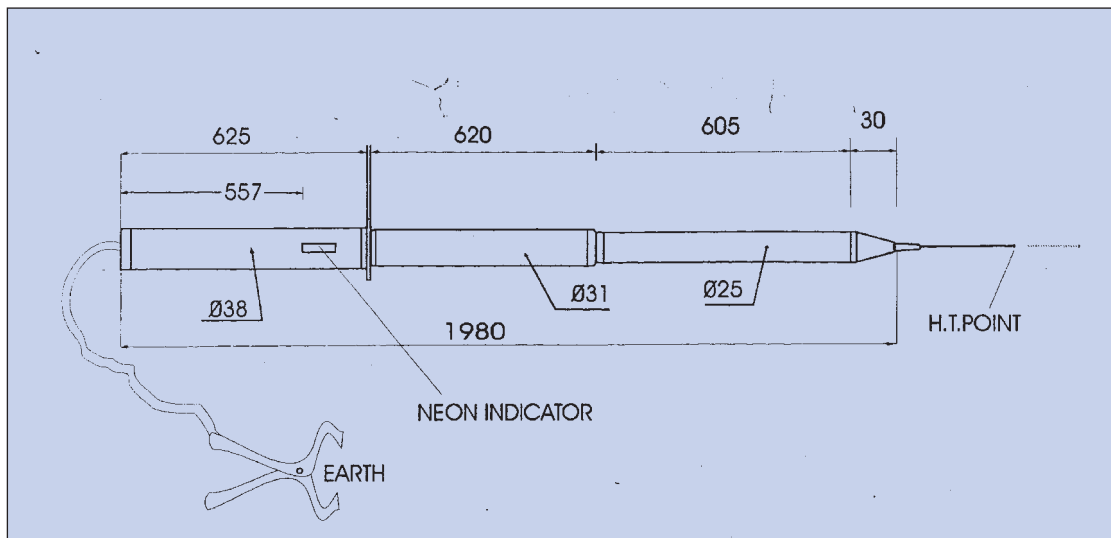 625
620
605
30
557
Ø38
Ø31
Ø25
1980
H.T.POINT
NEON INDICATOR
EARTH